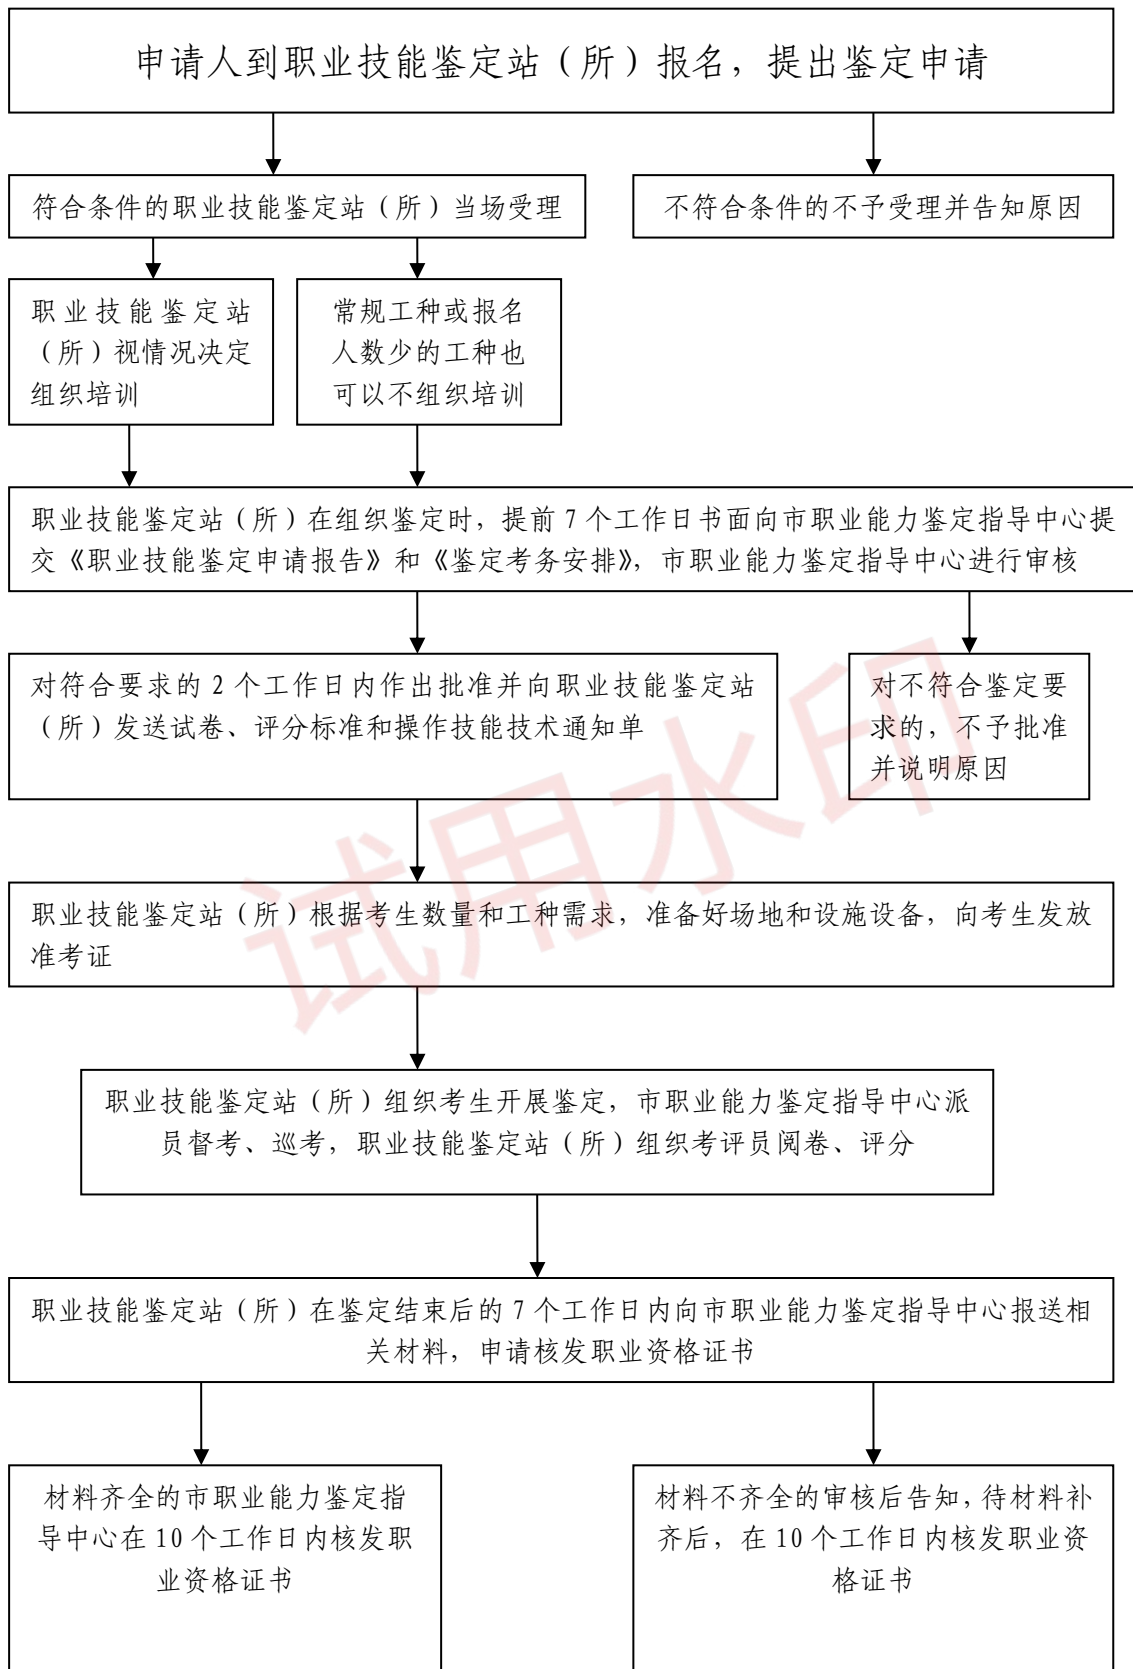 申请人到职业技能鉴定站（所）报名，提出鉴定申请
符合条件的职业技能鉴定站（所）当场受理
不符合条件的不予受理并告知原因
职业技能鉴定站
（所）视情况决定
组织培训
常规工种或报名
人数少的工种也
可以不组织培训
职业技能鉴定站（所）在组织鉴定时，提前 7 个工作日书面向市职业能力鉴定指导中心提
交《职业技能鉴定申请报告》和《鉴定考务安排》，市职业能力鉴定指导中心进行审核
对符合要求的 2 个工作日内作出批准并向职业技能鉴定站
（所）发送试卷、评分标准和操作技能技术通知单
对不符合鉴定要
求的，不予批准
并说明原因
职业技能鉴定站（所）根据考生数量和工种需求，准备好场地和设施设备，向考生发放
准考证
职业技能鉴定站（所）组织考生开展鉴定，市职业能力鉴定指导中心派
员督考、巡考，职业技能鉴定站（所）组织考评员阅卷、评分
职业技能鉴定站（所）在鉴定结束后的 7 个工作日内向市职业能力鉴定指导中心报送相
关材料，申请核发职业资格证书
材料齐全的市职业能力鉴定指
导中心在 10 个工作日内核发职
业资格证书
材料不齐全的审核后告知，待材料补
齐后，在 10 个工作日内核发职业资
格证书
试用水印